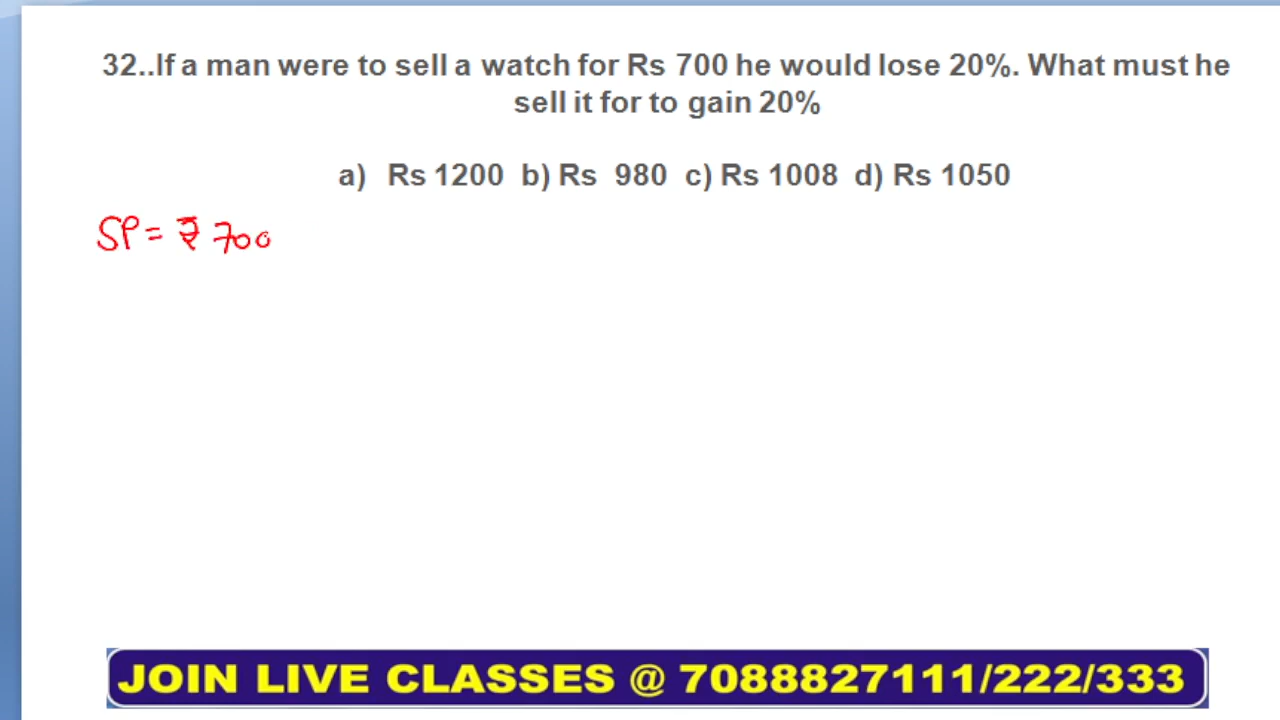 32..If a man were to sell a watch for Rs 700 he would lose 20%. What must he
sell it for to gain 20%
a) Rs 1200 b) Rs 980 c) Rs 1008 d) Rs 1050
SP = ₹ 700
JOIN LIVE CLASSES @ 7088827111/222/333